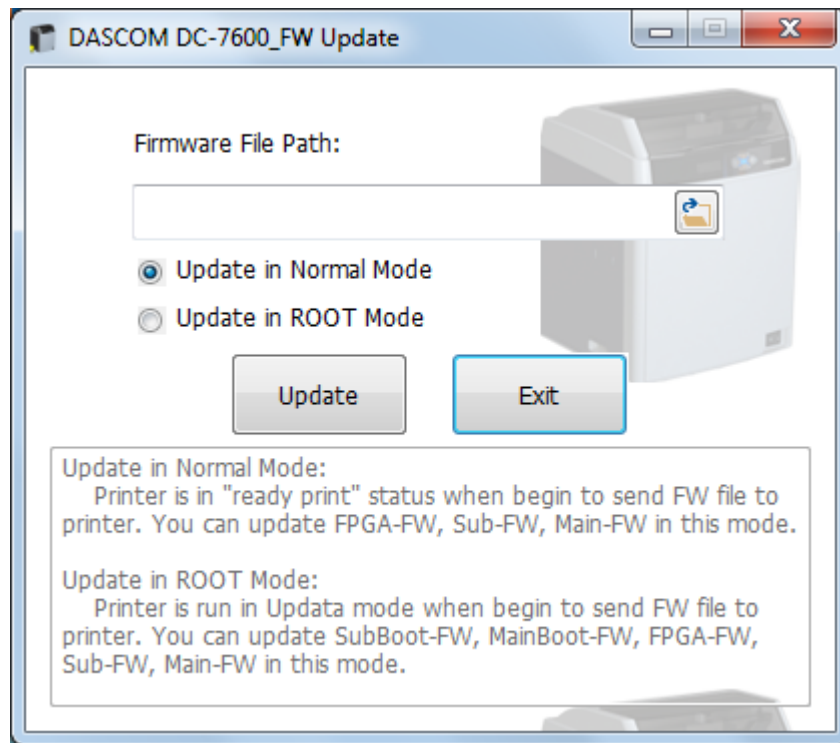 DASCOM DC-7600_FW Update
Firmware File Path:
Update in Normal Mode
Update in ROOT Mode
Update
Exit
Update in Normal Mode:
Printer is in "ready print" status when begin to send FW file to
printer. You can update FPGA-FW, Sub-FW, Main-FW in this mode.
Update in ROOT Mode:
Printer is run in Updata mode when begin to send FW file to
printer. You can update SubBoot-FW, MainBoot-FW, FPGA-FW,
Sub-FW, Main-FW in this mode.